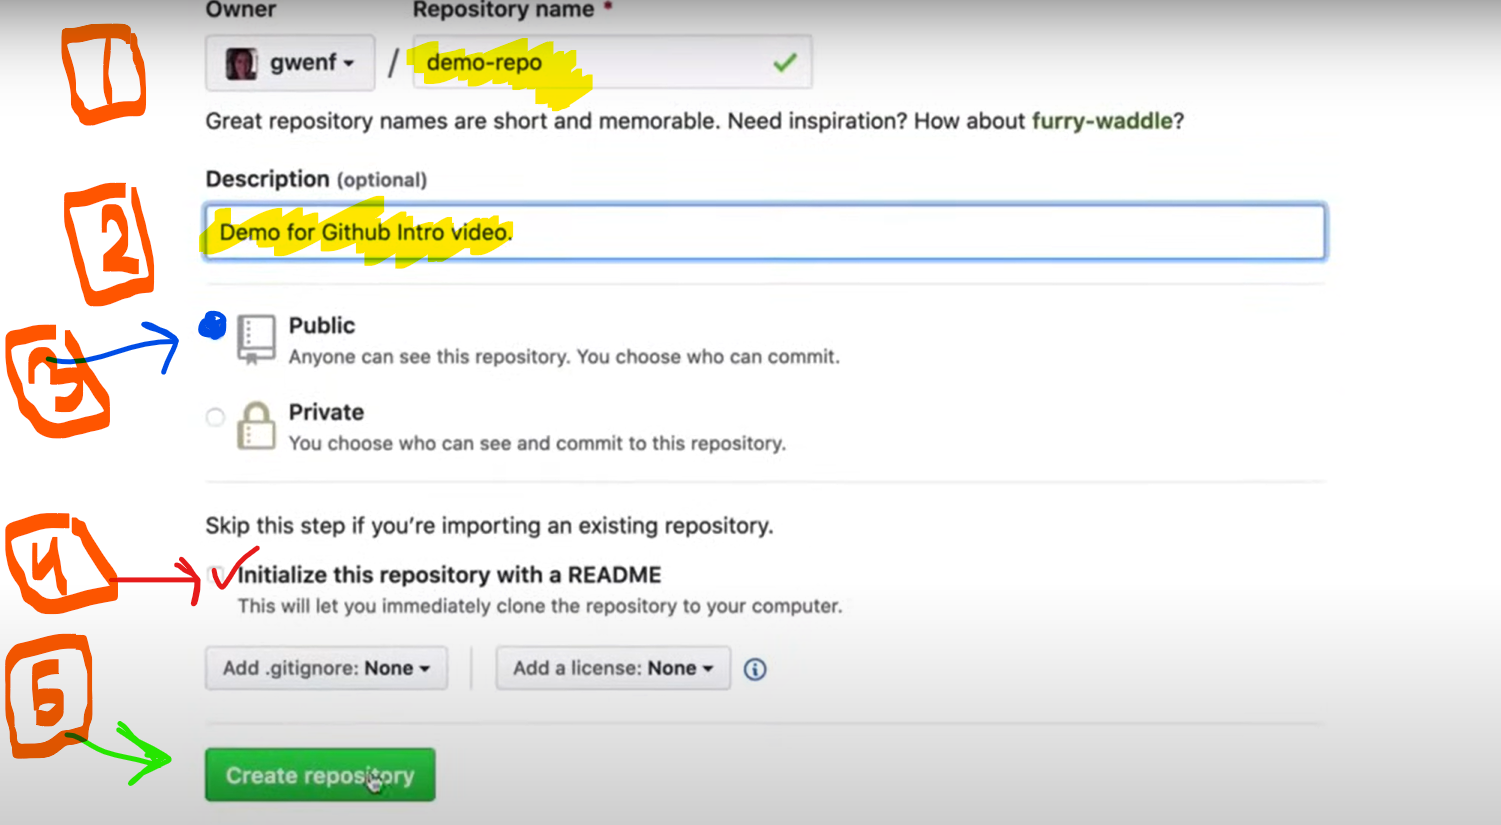 Owner Repository name *
1
gwenf / demo-repo
Great repository names are short and memorable. Need inspiration? How about furry-waddle?
Description (optional)
2
Demo for Github Intro video.
3
Public
Anyone can see this repository. You choose who can commit.
Private
You choose who can see and commit to this repository.
Skip this step if you’re importing an existing repository.
4
Initialize this repository with a README
This will let you immediately clone the repository to your computer.
5
Add .gitignore: None Add a license: None
Create repository